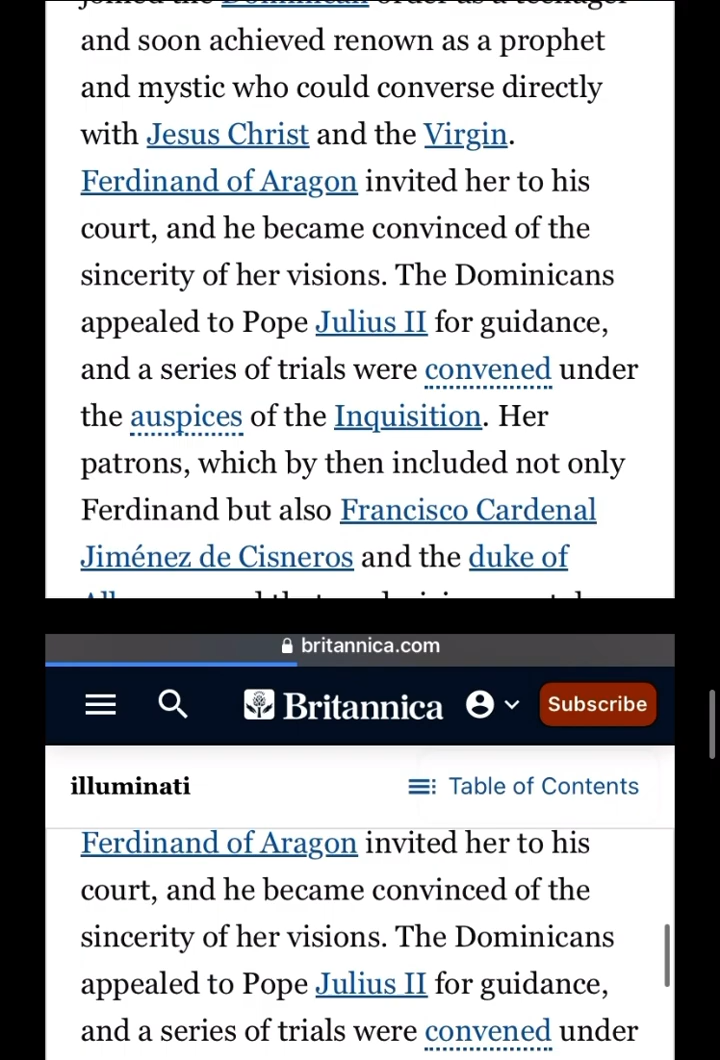 joined the Dominican order as a teenager
and soon achieved renown as a prophet
and mystic who could converse directly
with Jesus Christ and the Virgin.
Ferdinand of Aragon invited her to his
court, and he became convinced of the
sincerity of her visions. The Dominicans
appealed to Pope Julius II for guidance,
and a series of trials were convened under
the auspices of the Inquisition. Her
patrons, which by then included not only
Ferdinand but also Francisco Cardenal
Jiménez de Cisneros and the duke of
britannica.com
Britannica Subscribe
illuminati Table of Contents
Ferdinand of Aragon invited her to his
court, and he became convinced of the
sincerity of her visions. The Dominicans
appealed to Pope Julius II for guidance,
and a series of trials were convened under